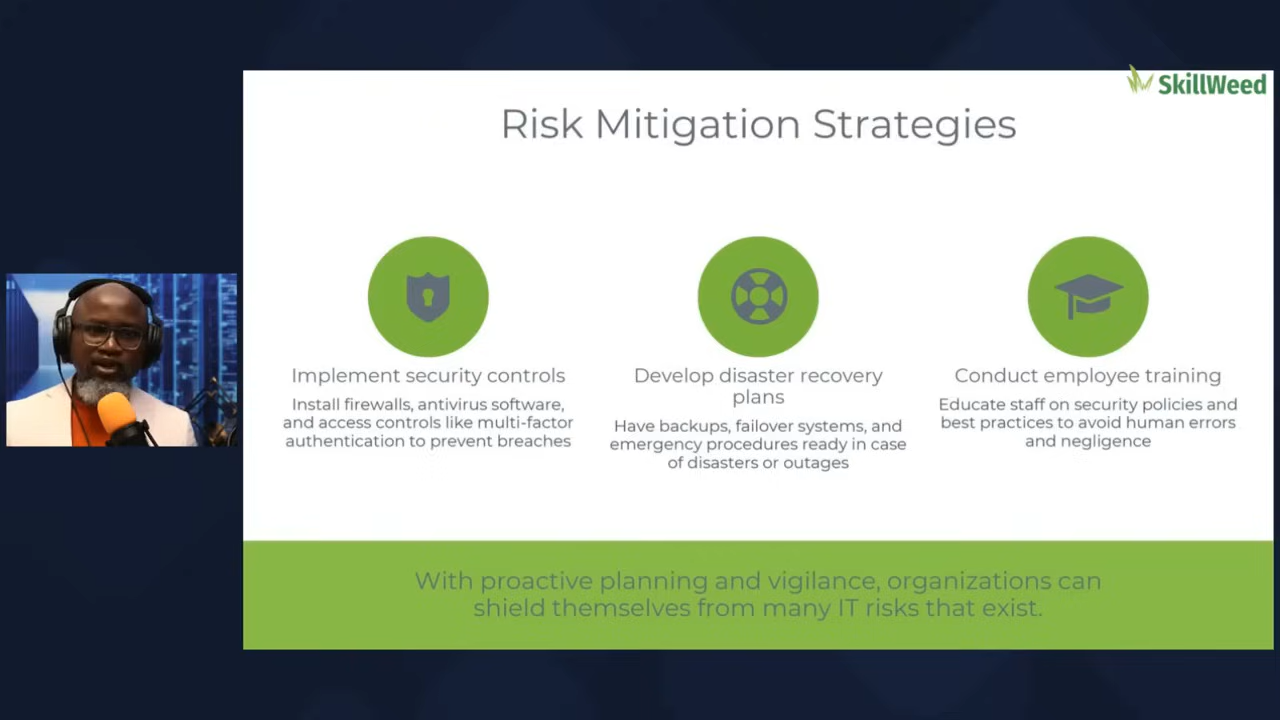 SkillWeed
Risk Mitigation Strategies
Implement security controls
Install firewalls, antivirus software,
and access controls like multi-factor
authentication to prevent breaches
Develop disaster recovery
plans
Have backups, failover systems, and
emergency procedures ready in case
of disasters or outages
Conduct employee training
Educate staff on security policies and
best practices to avoid human errors
and negligence
With proactive planning and vigilance, organizations can
shield themselves from many IT risks that exist.